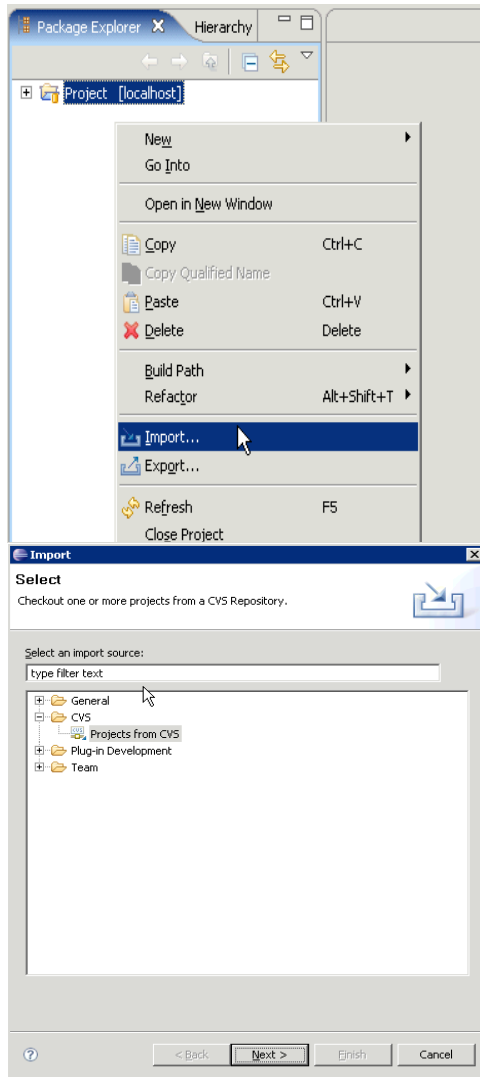 Package Explorer Hierarchy
Project [localhost]
New
Go Into
Open in New Window
Copy Ctrl+C
Copy Qualified Name
Paste Ctrl+V
Delete Delete
Build Path
Refactor Alt+Shift+T
Import...
Export...
Refresh F5
Close Project
Import
Select
Checkout one or more projects from a CVS Repository.
Select an import source:
type filter text
General
CVS
Projects from CVS
Plug-in Development
Team
< Back Next > Finish Cancel